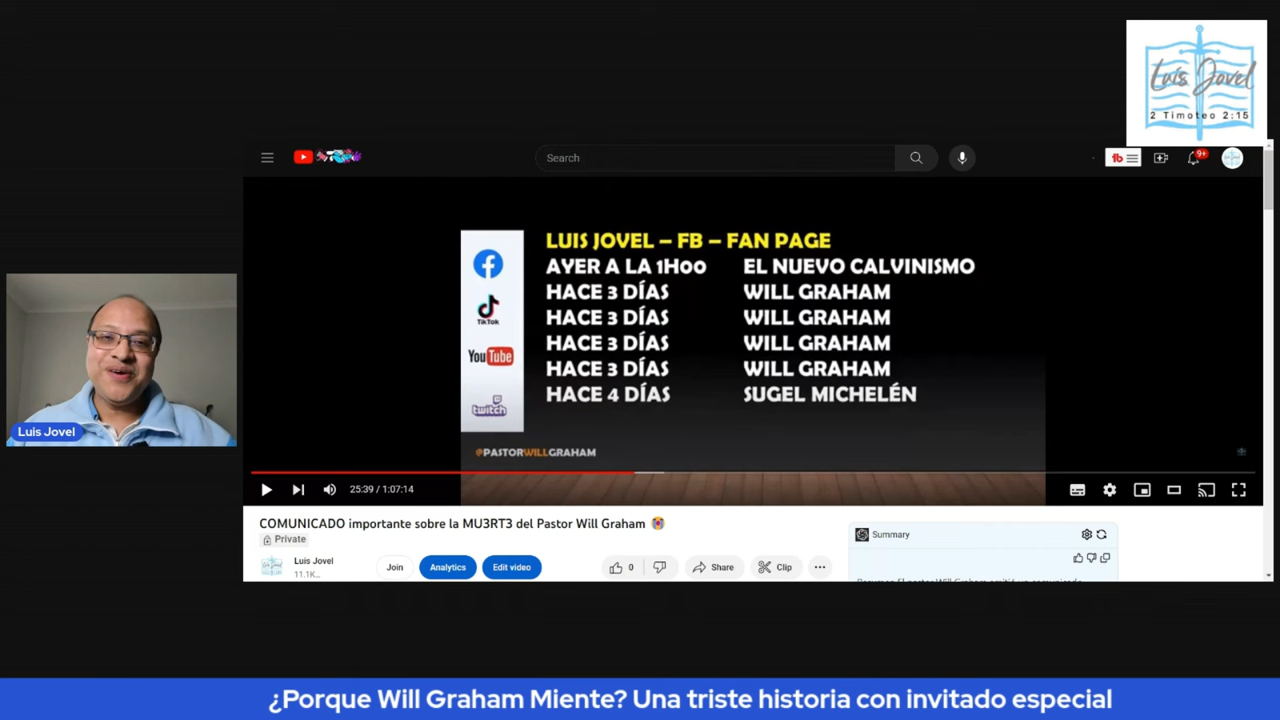 Luis Jovel
2 Timoteo 2:15
Search
9+
LUIS JOVEL – FB – FAN PAGE
AYER A LA 1H00 EL NUEVO CALVINISMO
HACE 3 DÍAS WILL GRAHAM
HACE 3 DÍAS WILL GRAHAM
HACE 3 DÍAS WILL GRAHAM
HACE 3 DÍAS WILL GRAHAM
HACE 4 DÍAS SUGEL MICHELÉN
TikTok
YouTube
twitch
@PASTORWILLGRAHAM
Luis Jovel
25:39 / 1:07:14
COMUNICADO importante sobre la MU3RT3 del Pastor Will Graham
Private
Summary
Luis Jovel
11.1K...
Join
Analytics
Edit video
0
Share
Clip
¿Porque Will Graham Miente? Una triste historia con invitado especial